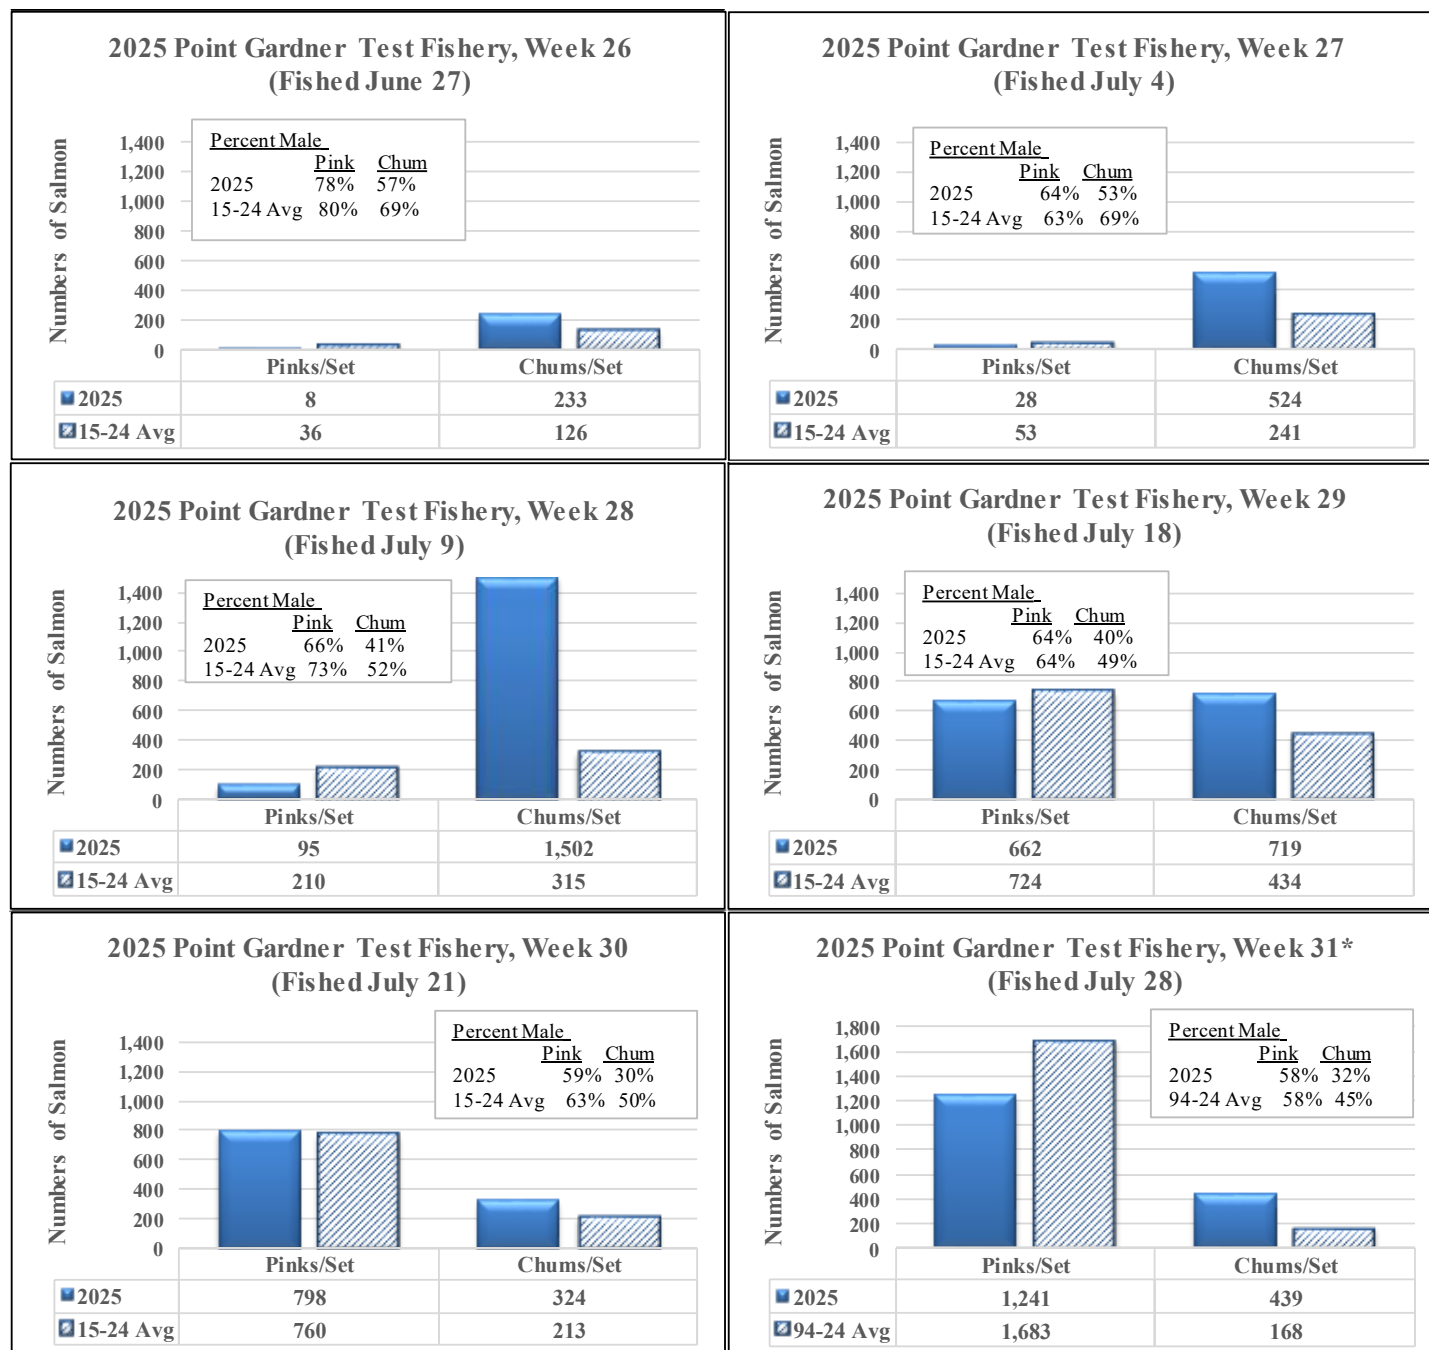 2025 Point Gardner Test Fishery, Week 26
(Fished June 27)
Numbers of Salmon
1,400
1,200
1,000
800
600
400
200
0
Percent Male
Pink Chum
2025 78% 57%
15-24 Avg 80% 69%
Pinks/Set Chums/Set
2025 8 233
15-24 Avg 36 126
2025 Point Gardner Test Fishery, Week 27
(Fished July 4)
Numbers of Salmon
1,400
1,200
1,000
800
600
400
200
0
Percent Male
Pink Chum
2025 64% 53%
15-24 Avg 63% 69%
Pinks/Set Chums/Set
2025 28 524
15-24 Avg 53 241
2025 Point Gardner Test Fishery, Week 28
(Fished July 9)
Numbers of Salmon
1,400
1,200
1,000
800
600
400
200
0
Percent Male
Pink Chum
2025 66% 41%
15-24 Avg 73% 52%
Pinks/Set Chums/Set
2025 95 1,502
15-24 Avg 210 315
2025 Point Gardner Test Fishery, Week 29
(Fished July 18)
Numbers of Salmon
1,400
1,200
1,000
800
600
400
200
0
Percent Male
Pink Chum
2025 64% 40%
15-24 Avg 64% 49%
Pinks/Set Chums/Set
2025 662 719
15-24 Avg 724 434
2025 Point Gardner Test Fishery, Week 30
(Fished July 21)
Numbers of Salmon
1,400
1,200
1,000
800
600
400
200
0
Percent Male
Pink Chum
2025 59% 30%
15-24 Avg 63% 50%
Pinks/Set Chums/Set
2025 798 324
15-24 Avg 760 213
2025 Point Gardner Test Fishery, Week 31*
(Fished July 28)
Numbers of Salmon
1,800
1,600
1,400
1,200
1,000
800
600
400
200
0
Percent Male
Pink Chum
2025 58% 32%
94-24 Avg 58% 45%
Pinks/Set Chums/Set
2025 1,241 439
94-24 Avg 1,683 168